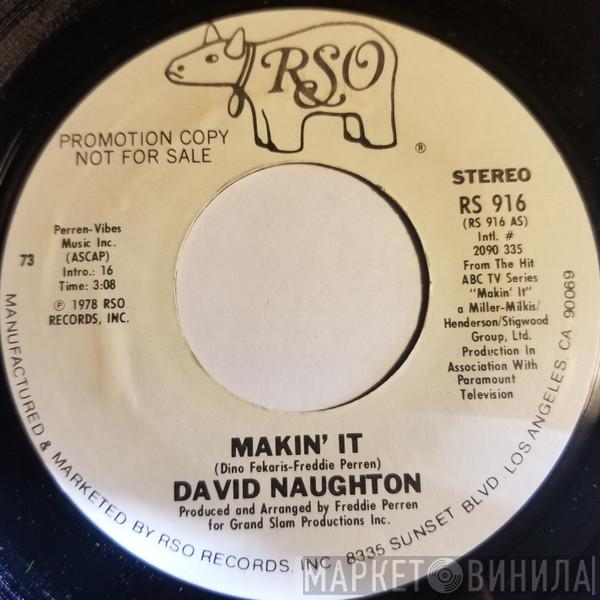 RSO
®
PROMOTION COPY
NOT FOR SALE
STEREO
RS 916
(RS 916 AS)
Intl. #
2090 335
From The Hit
ABC TV Series
"Makin' It"
a Miller-Milkis/
Henderson/Stigwood
Group, Ltd.
Production In
Association With
Paramount
Television
Perren-Vibes
Music Inc.
(ASCAP)
Intro.: 16
Time: 3:08
℗ 1978 RSO
RECORDS, INC.
73
MAKIN' IT
(Dino Fekaris-Freddie Perren)
DAVID NAUGHTON
Produced and Arranged by Freddie Perren
for Grand Slam Productions Inc.
MANUFACTURED & MARKETED BY RSO RECORDS, INC. 8335 SUNSET BLVD. LOS ANGELES, CA 90069
МАРКЕТ ВИНИЛА